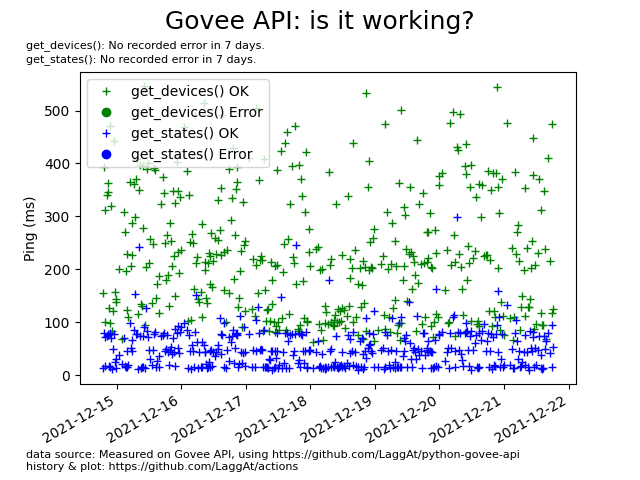 Govee API: is it working?
get_devices(): No recorded error in 7 days.
get_states(): No recorded error in 7 days.
get_devices() OK
get_devices() Error
get_states() OK
get_states() Error
Ping (ms)
500
400
300
200
100
0
2021-12-15
2021-12-16
2021-12-17
2021-12-18
2021-12-19
2021-12-20
2021-12-21
2021-12-22
data source: Measured on Govee API, using https://github.com/LaggAt/python-govee-api
history & plot: https://github.com/LaggAt/actions